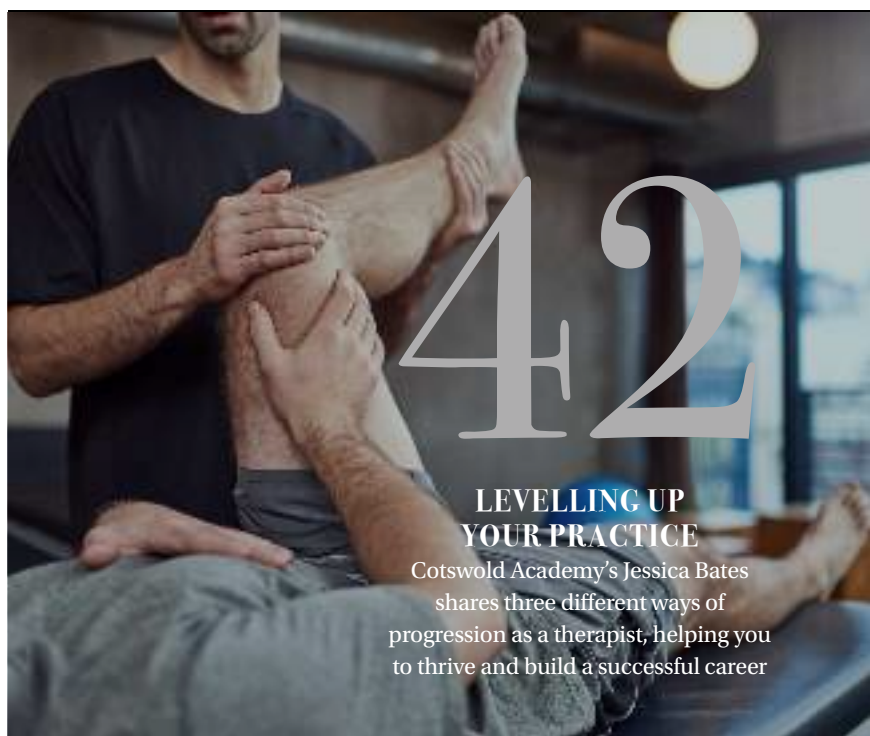 42
LEVELLING UP
YOUR PRACTICE
Cotswold Academy’s Jessica Bates
shares three different ways of
progression as a therapist, helping you
to thrive and build a successful career